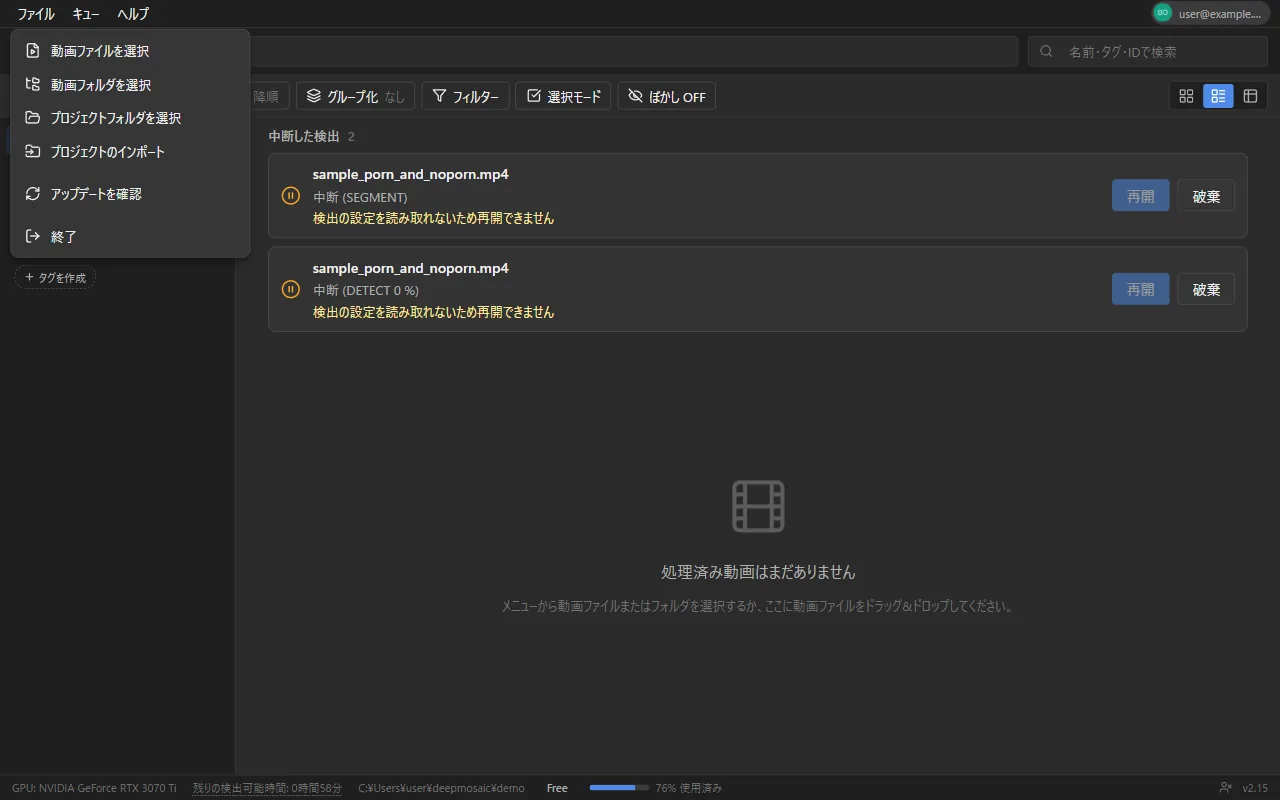 ファイル キュー ヘルプ
BO user@example....
動画ファイルを選択
動画フォルダを選択
プロジェクトフォルダを選択
プロジェクトのインポート
アップデートを確認
終了
名前・タグ・IDで検索
降順 グループ化 なし フィルター 選択モード ぼかし OFF
+ タグを作成
中断した検出 2
sample_porn_and_noporn.mp4
中断 (SEGMENT)
検出の設定を読み取れないため再開できません
再開 破棄
sample_porn_and_noporn.mp4
中断 (DETECT 0 %)
検出の設定を読み取れないため再開できません
再開 破棄
処理済み動画はまだありません
メニューから動画ファイルまたはフォルダを選択するか、ここに動画ファイルをドラッグ&ドロップしてください。
GPU: NVIDIA GeForce RTX 3070 Ti 残りの検出可能時間: 0時間58分 C:¥Users¥user¥deepmosaic¥demo Free 76% 使用済み v2.15